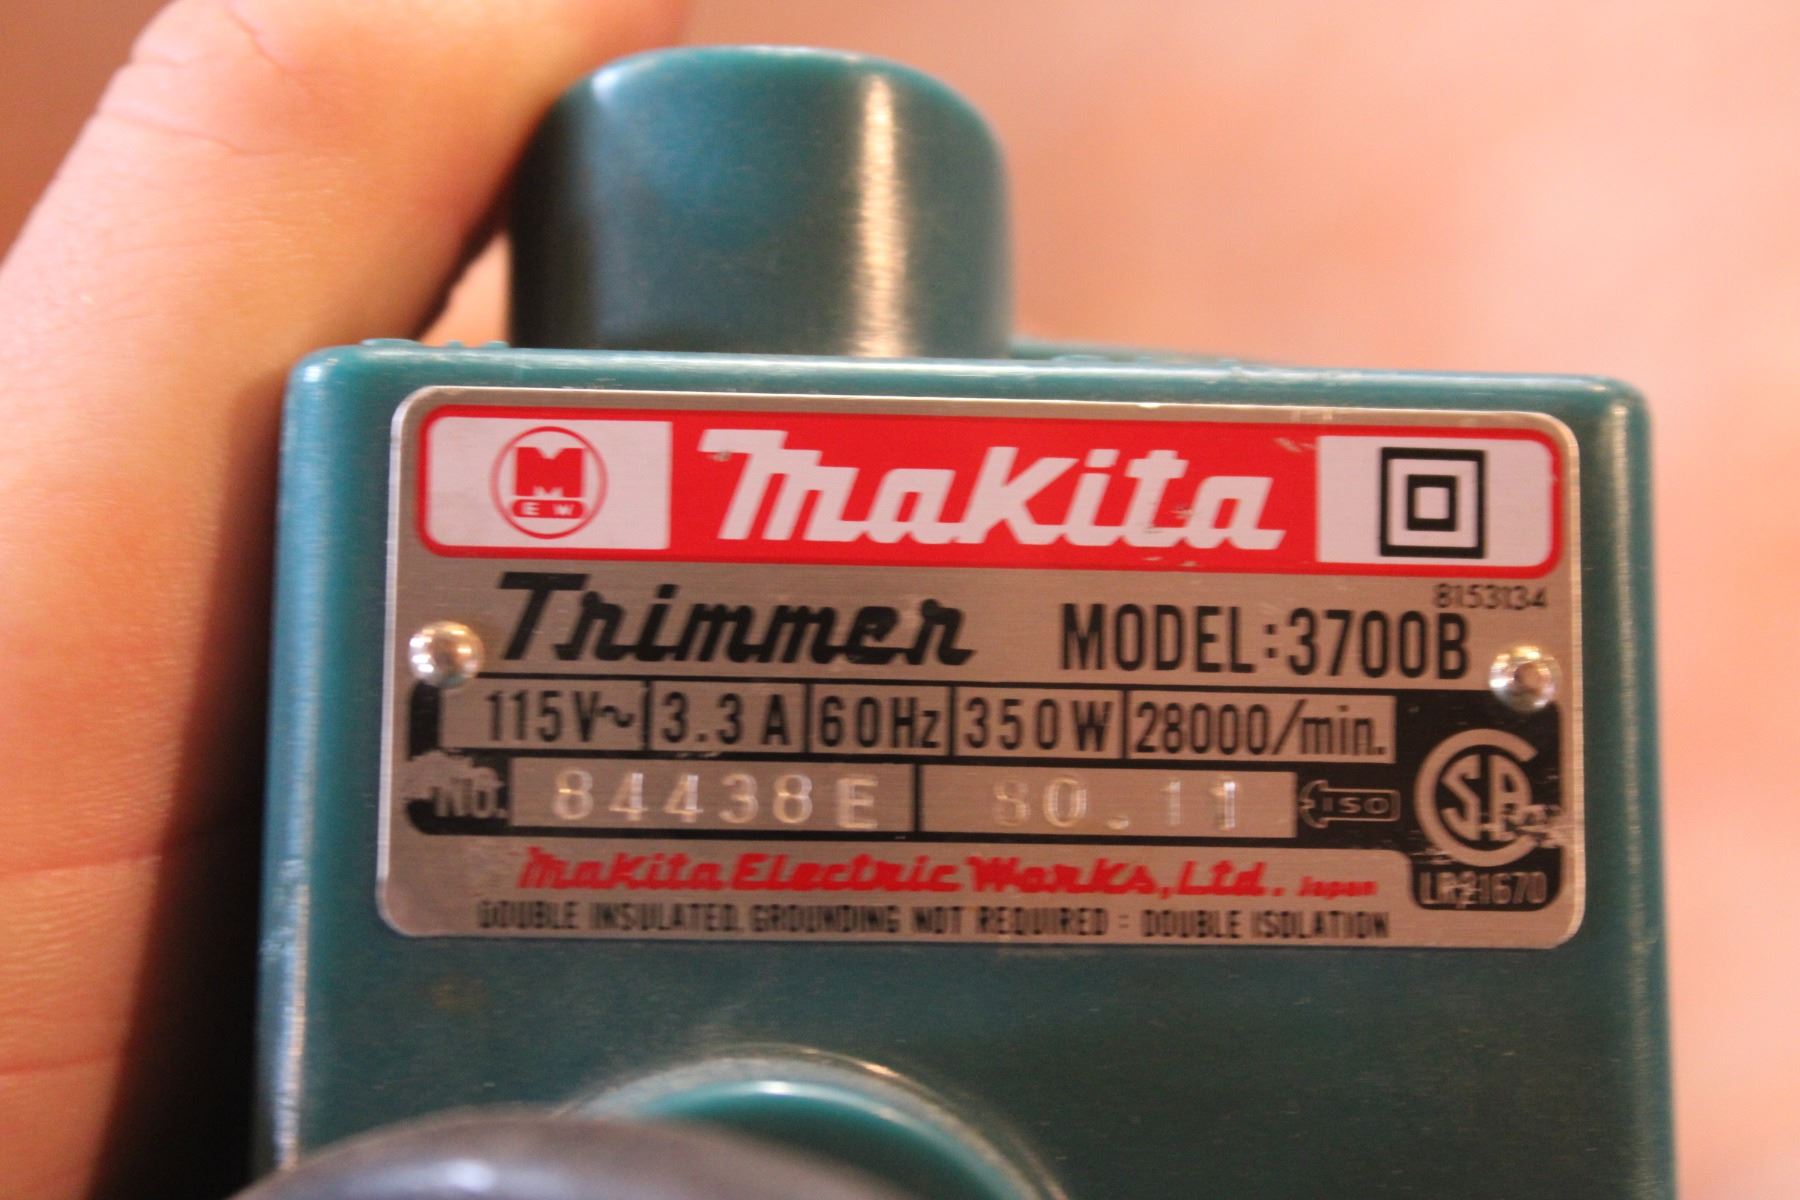 M
E W
makita
8153134
Trimmer MODEL:3700B
115V~ 3.3A 60Hz 350W 28000/min.
No. 84438E 80.11 ISO CSA
LR21670
Makita Electric Works, Ltd. Japan
DOUBLE INSULATED. GROUNDING NOT REQUIRED : DOUBLE ISOLATION